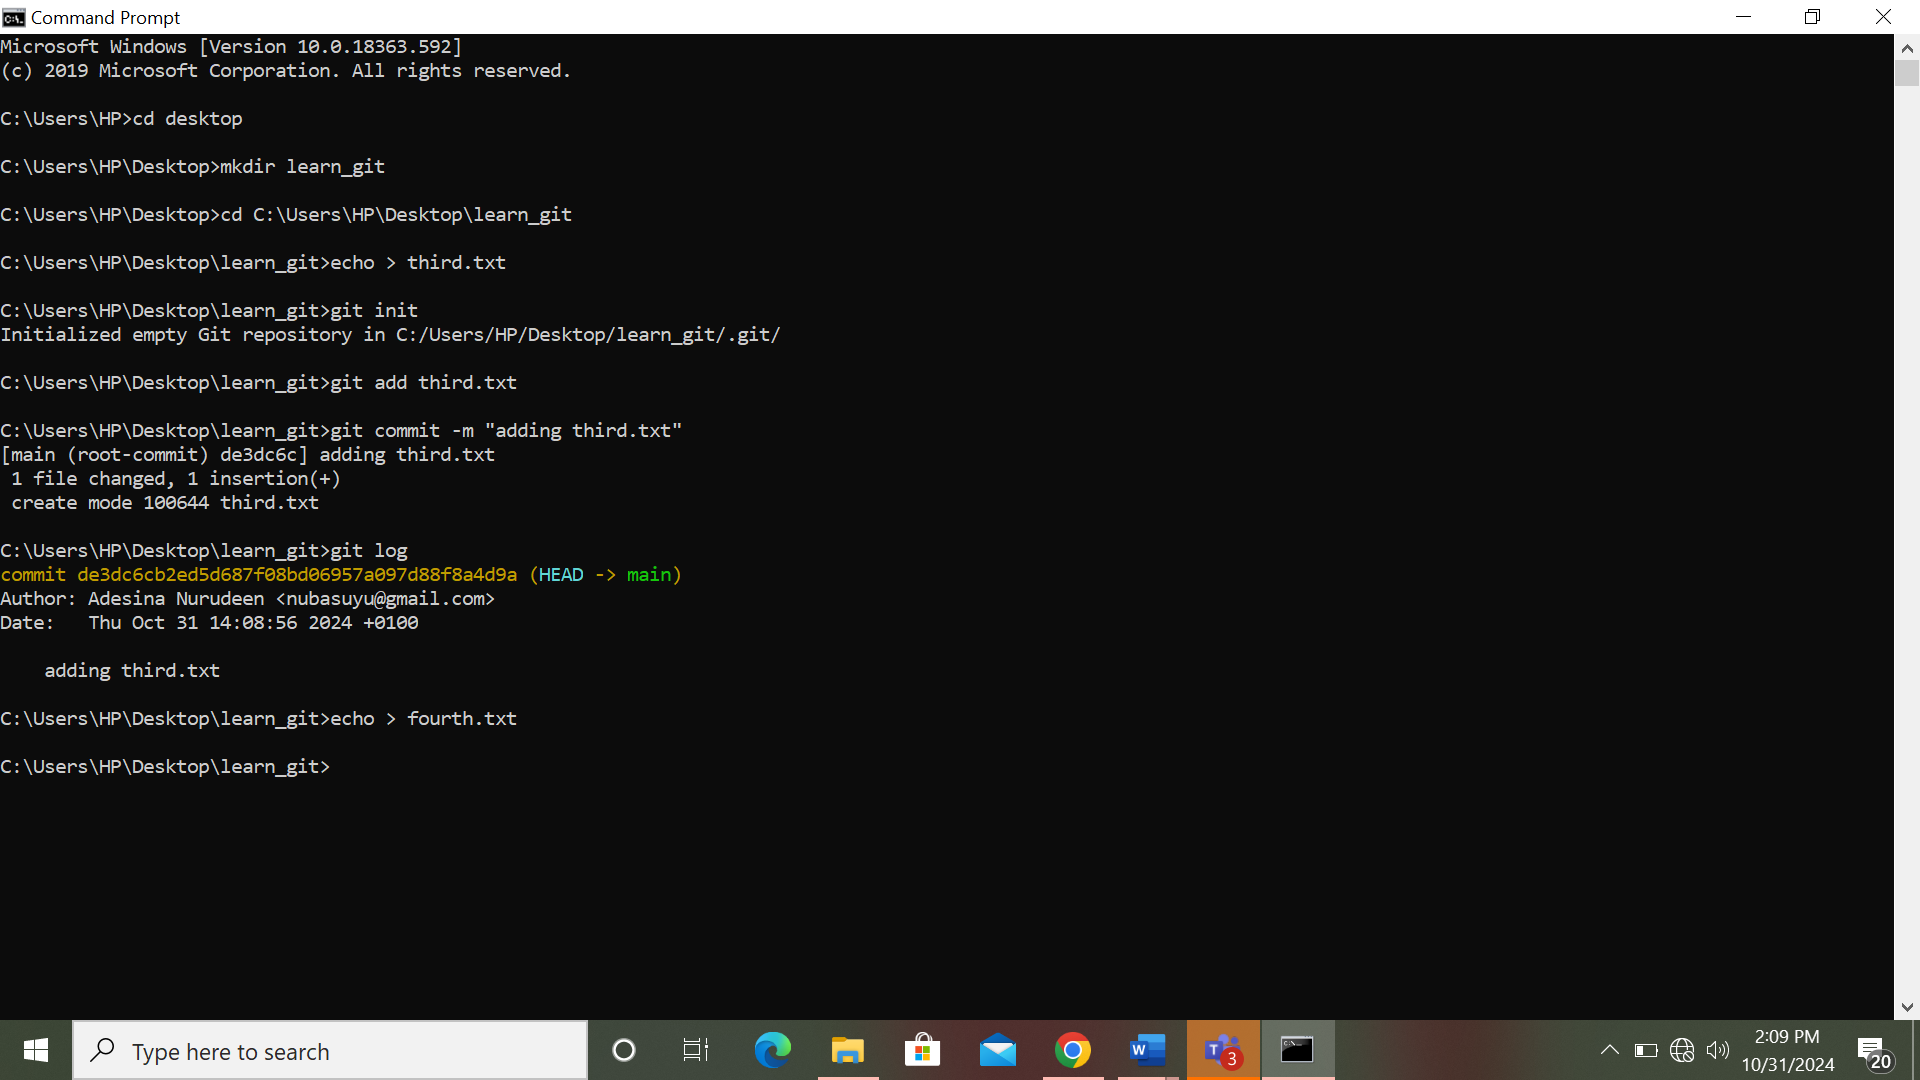 Command Prompt
Microsoft Windows [Version 10.0.18363.592]
(c) 2019 Microsoft Corporation. All rights reserved.
C:\Users\HP>cd desktop
C:\Users\HP\Desktop>mkdir learn_git
C:\Users\HP\Desktop>cd C:\Users\HP\Desktop\learn_git
C:\Users\HP\Desktop\learn_git>echo > third.txt
C:\Users\HP\Desktop\learn_git>git init
Initialized empty Git repository in C:/Users/HP/Desktop/learn_git/.git/
C:\Users\HP\Desktop\learn_git>git add third.txt
C:\Users\HP\Desktop\learn_git>git commit -m "adding third.txt"
[main (root-commit) de3dc6c] adding third.txt
 1 file changed, 1 insertion(+)
 create mode 100644 third.txt
C:\Users\HP\Desktop\learn_git>git log
commit de3dc6cb2ed5d687f08bd06957a097d88f8a4d9a (HEAD -> main)
Author: Adesina Nurudeen <nubasuyu@gmail.com>
Date:   Thu Oct 31 14:08:56 2024 +0100
    adding third.txt
C:\Users\HP\Desktop\learn_git>echo > fourth.txt
C:\Users\HP\Desktop\learn_git>
Type here to search
W
T
3
2:09 PM
10/31/2024
20